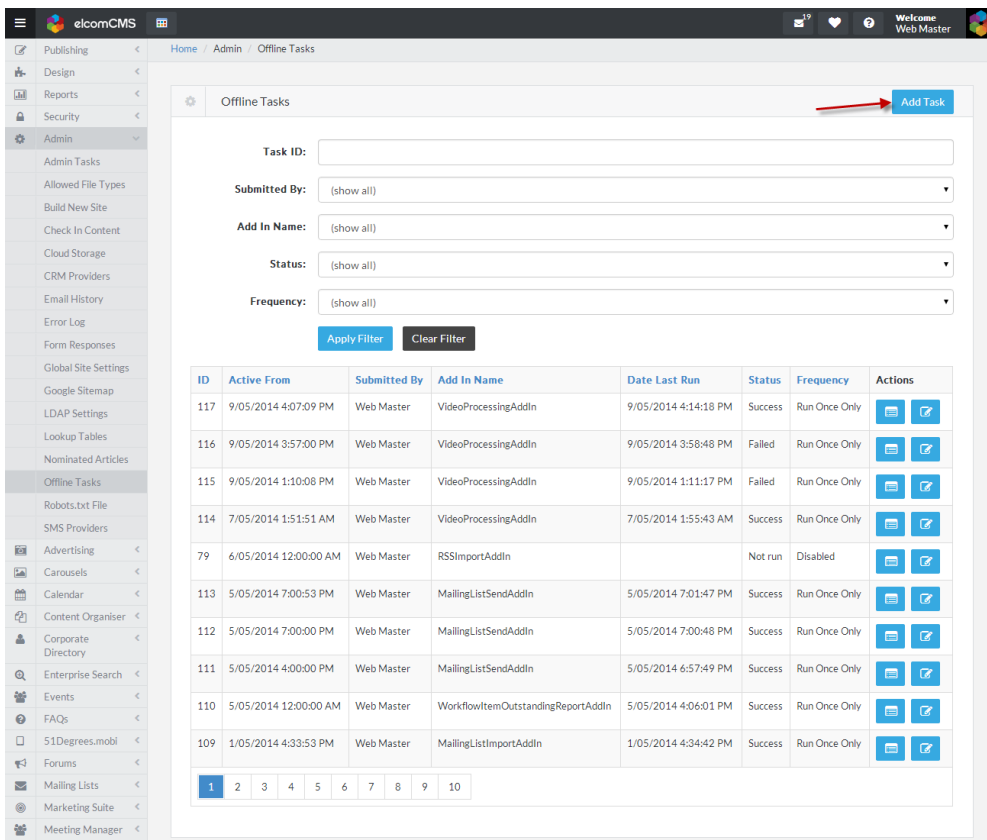 elcomCMS
19
Welcome
Web Master
Publishing
Design
Reports
Security
Admin
Admin Tasks
Allowed File Types
Build New Site
Check In Content
Cloud Storage
CRM Providers
Email History
Error Log
Form Responses
Global Site Settings
Google Sitemap
LDAP Settings
Lookup Tables
Nominated Articles
Offline Tasks
Robots.txt File
SMS Providers
Advertising
Carousels
Calendar
Content Organiser
Corporate
Directory
Enterprise Search
Events
FAQs
51Degrees.mobi
Forums
Mailing Lists
Marketing Suite
Meeting Manager
Home / Admin / Offline Tasks
Offline Tasks
Add Task
Task ID:
Submitted By: (show all)
Add In Name: (show all)
Status: (show all)
Frequency: (show all)
Apply Filter Clear Filter
ID Active From Submitted By Add In Name Date Last Run Status Frequency Actions
117 9/05/2014 4:07:09 PM Web Master VideoProcessingAddIn 9/05/2014 4:14:18 PM Success Run Once Only
116 9/05/2014 3:57:00 PM Web Master VideoProcessingAddIn 9/05/2014 3:58:48 PM Failed Run Once Only
115 9/05/2014 1:10:08 PM Web Master VideoProcessingAddIn 9/05/2014 1:11:17 PM Failed Run Once Only
114 7/05/2014 1:51:51 AM Web Master VideoProcessingAddIn 7/05/2014 1:55:43 AM Success Run Once Only
79 6/05/2014 12:00:00 AM Web Master RSSImportAddIn Not run Disabled
113 5/05/2014 7:00:53 PM Web Master MailingListSendAddIn 5/05/2014 7:01:47 PM Success Run Once Only
112 5/05/2014 7:00:00 PM Web Master MailingListSendAddIn 5/05/2014 7:00:48 PM Success Run Once Only
111 5/05/2014 4:00:00 PM Web Master MailingListSendAddIn 5/05/2014 6:57:49 PM Success Run Once Only
110 5/05/2014 12:00:00 AM Web Master WorkflowItemOutstandingReportAddIn 5/05/2014 4:06:01 PM Success Run Once Only
109 1/05/2014 4:33:53 PM Web Master MailingListImportAddIn 1/05/2014 4:34:42 PM Success Run Once Only
1 2 3 4 5 6 7 8 9 10